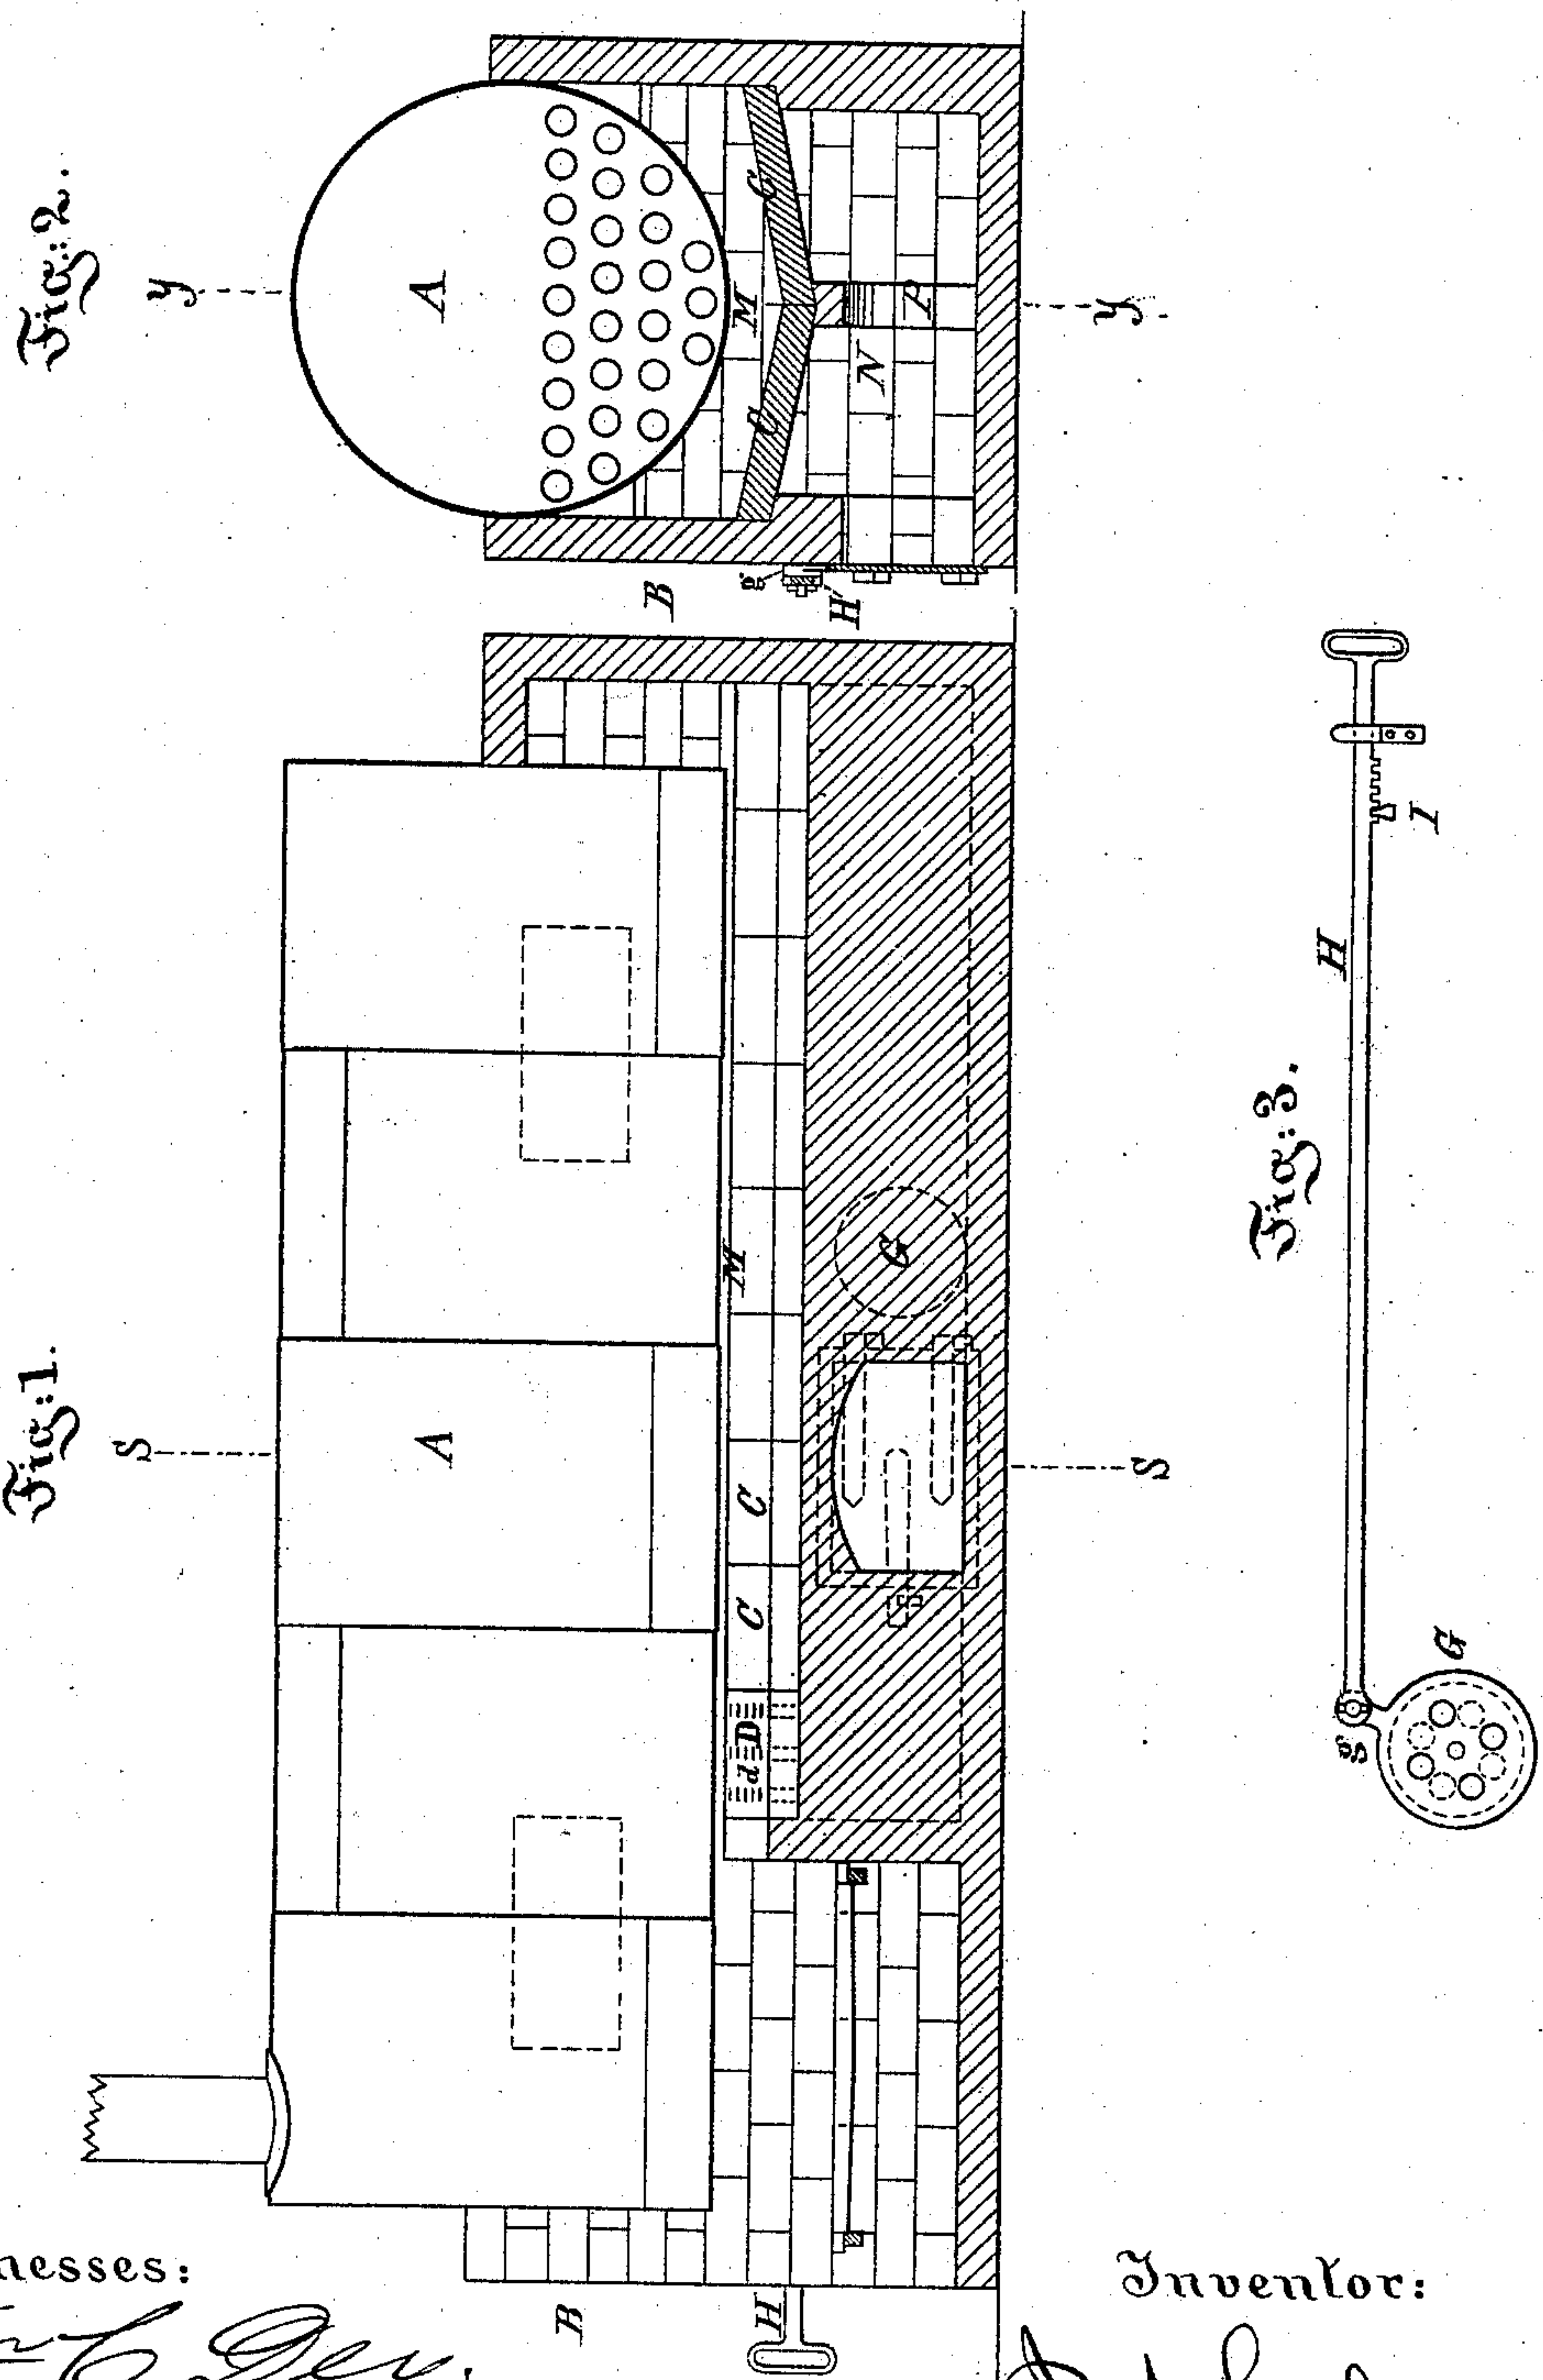 Fig: 2.
y
A
M
C
C
N
P
y
g.
H
B
Fig: 1.
S
A
M
C
C
D
d
G
S
B
H
Fig: 3.
H
I
g
G
nesses:
Inventor: